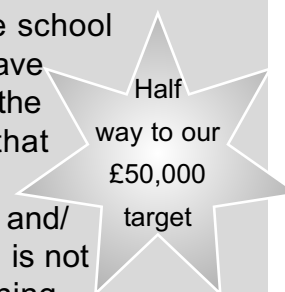 e school
ave
the
that
and/
is not
Half
way to our
£50,000
target